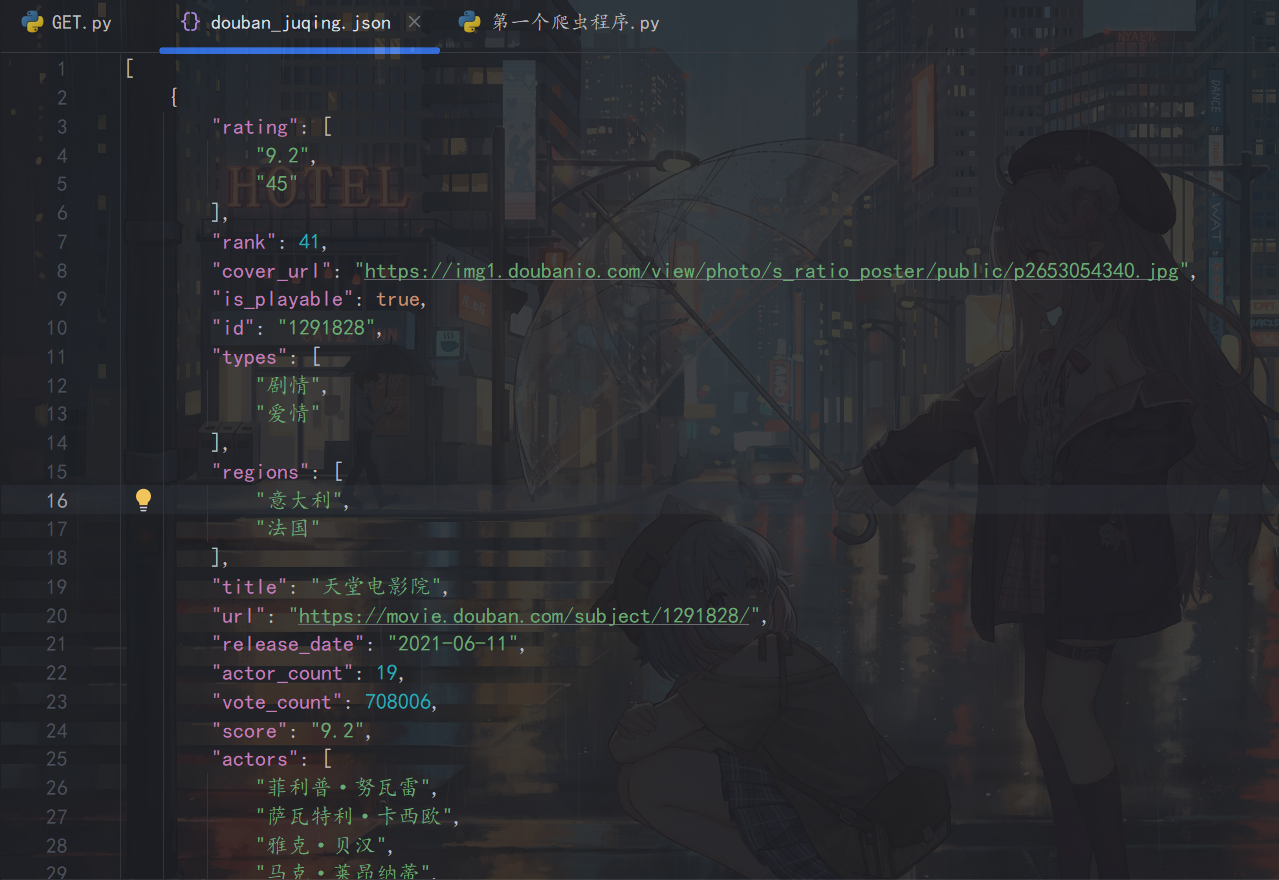 GET.py
douban_juqing.json
第一个爬虫程序.py
1 [
2 {
3 "rating": [
4 "9.2",
5 "45"
6 ],
7 "rank": 41,
8 "cover_url": "https://img1.doubanio.com/view/photo/s_ratio_poster/public/p2653054340.jpg",
9 "is_playable": true,
10 "id": "1291828",
11 "types": [
12 "剧情",
13 "爱情"
14 ],
15 "regions": [
16 "意大利",
17 "法国"
18 ],
19 "title": "天堂电影院",
20 "url": "https://movie.douban.com/subject/1291828/",
21 "release_date": "2021-06-11",
22 "actor_count": 19,
23 "vote_count": 708006,
24 "score": "9.2",
25 "actors": [
26 "菲利普·努瓦雷",
27 "萨瓦特利·卡西欧",
28 "雅克·贝汉",
29 "马克·莱昂纳蒂",
HOTEL